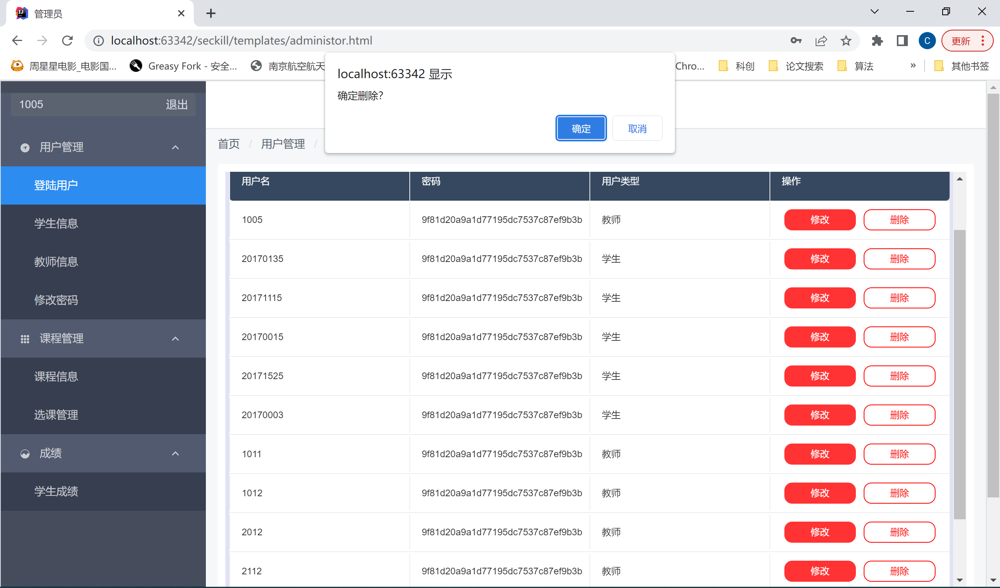 管理员
localhost:63342/seckill/templates/administor.html
C
更新
周星星电影_电影国...
Greasy Fork - 安全...
南京航空航天
Chro...
科创
论文搜索
算法
»
其他书签
localhost:63342 显示
确定删除?
确定
取消
1005
退出
用户管理
登陆用户
学生信息
教师信息
修改密码
课程管理
课程信息
选课管理
成绩
学生成绩
首页 / 用户管理 /
用户名 密码 用户类型 操作
1005 9f81d20a9a1d77195dc7537c87ef9b3b 教师 修改 删除
20170135 9f81d20a9a1d77195dc7537c87ef9b3b 学生 修改 删除
20171115 9f81d20a9a1d77195dc7537c87ef9b3b 学生 修改 删除
20170015 9f81d20a9a1d77195dc7537c87ef9b3b 学生 修改 删除
20171525 9f81d20a9a1d77195dc7537c87ef9b3b 学生 修改 删除
20170003 9f81d20a9a1d77195dc7537c87ef9b3b 学生 修改 删除
1011 9f81d20a9a1d77195dc7537c87ef9b3b 教师 修改 删除
1012 9f81d20a9a1d77195dc7537c87ef9b3b 教师 修改 删除
2012 9f81d20a9a1d77195dc7537c87ef9b3b 教师 修改 删除
2112 9f81d20a9a1d77195dc7537c87ef9b3b 教师 修改 删除